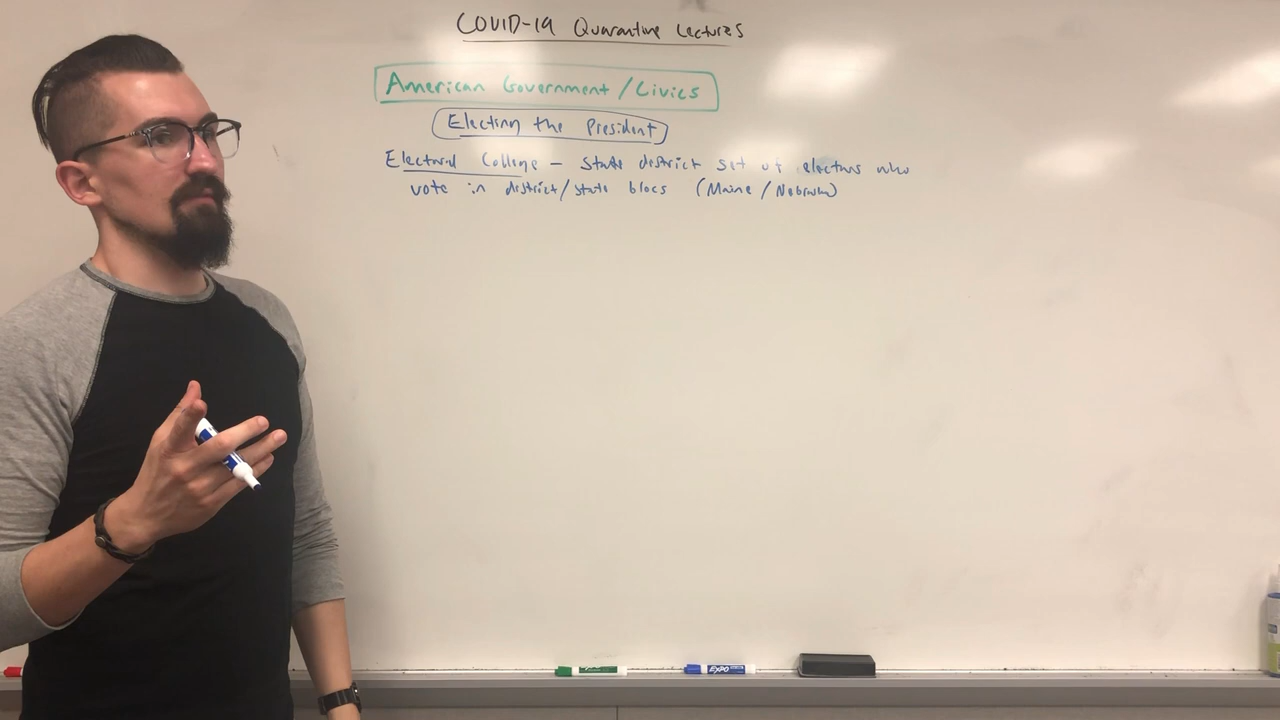 COVID-19 Quarantine Lectures
American Government / Civics
Electing the President
Electoral College – State district set of electors who
vote in district/state blocs (Maine / Nebraska)
EXPO